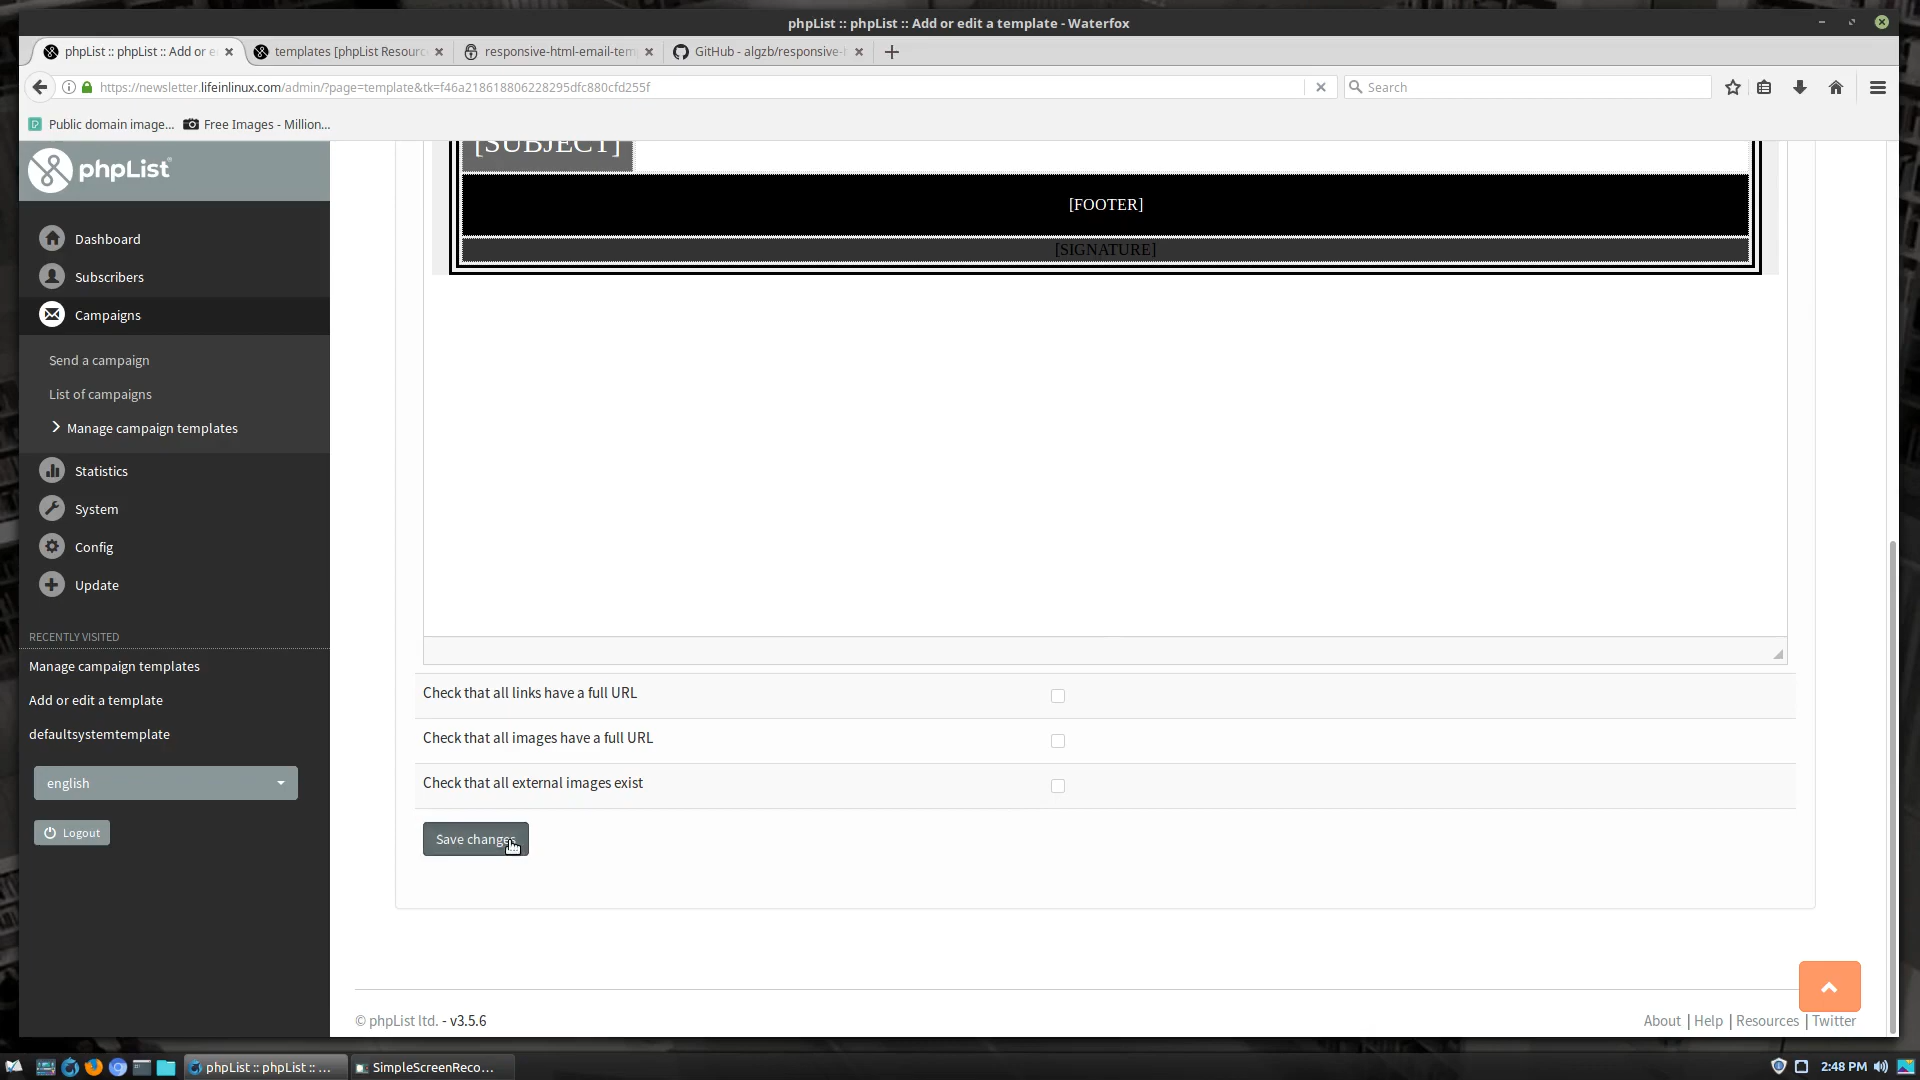 phpList :: phpList :: Add or edit a template - Waterfox
phpList :: phpList :: Add or e
templates [phpList Resourc
responsive-html-email-tem
GitHub - algzb/responsive-
https://newsletter.lifeinlinux.com/admin/?page=template&tk=f46a218618806228295dfc880cfd255f
Search
Public domain image...
Free Images - Million...
phpList
Dashboard
Subscribers
Campaigns
Send a campaign
List of campaigns
Manage campaign templates
Statistics
System
Config
Update
RECENTLY VISITED
Manage campaign templates
Add or edit a template
defaultsystemtemplate
english
Logout
[SUBJECT]
[FOOTER]
[SIGNATURE]
Check that all links have a full URL
Check that all images have a full URL
Check that all external images exist
Save changes
© phpList ltd. - v3.5.6
About | Help | Resources | Twitter
phpList :: phpList :: ...
SimpleScreenReco...
2:48 PM